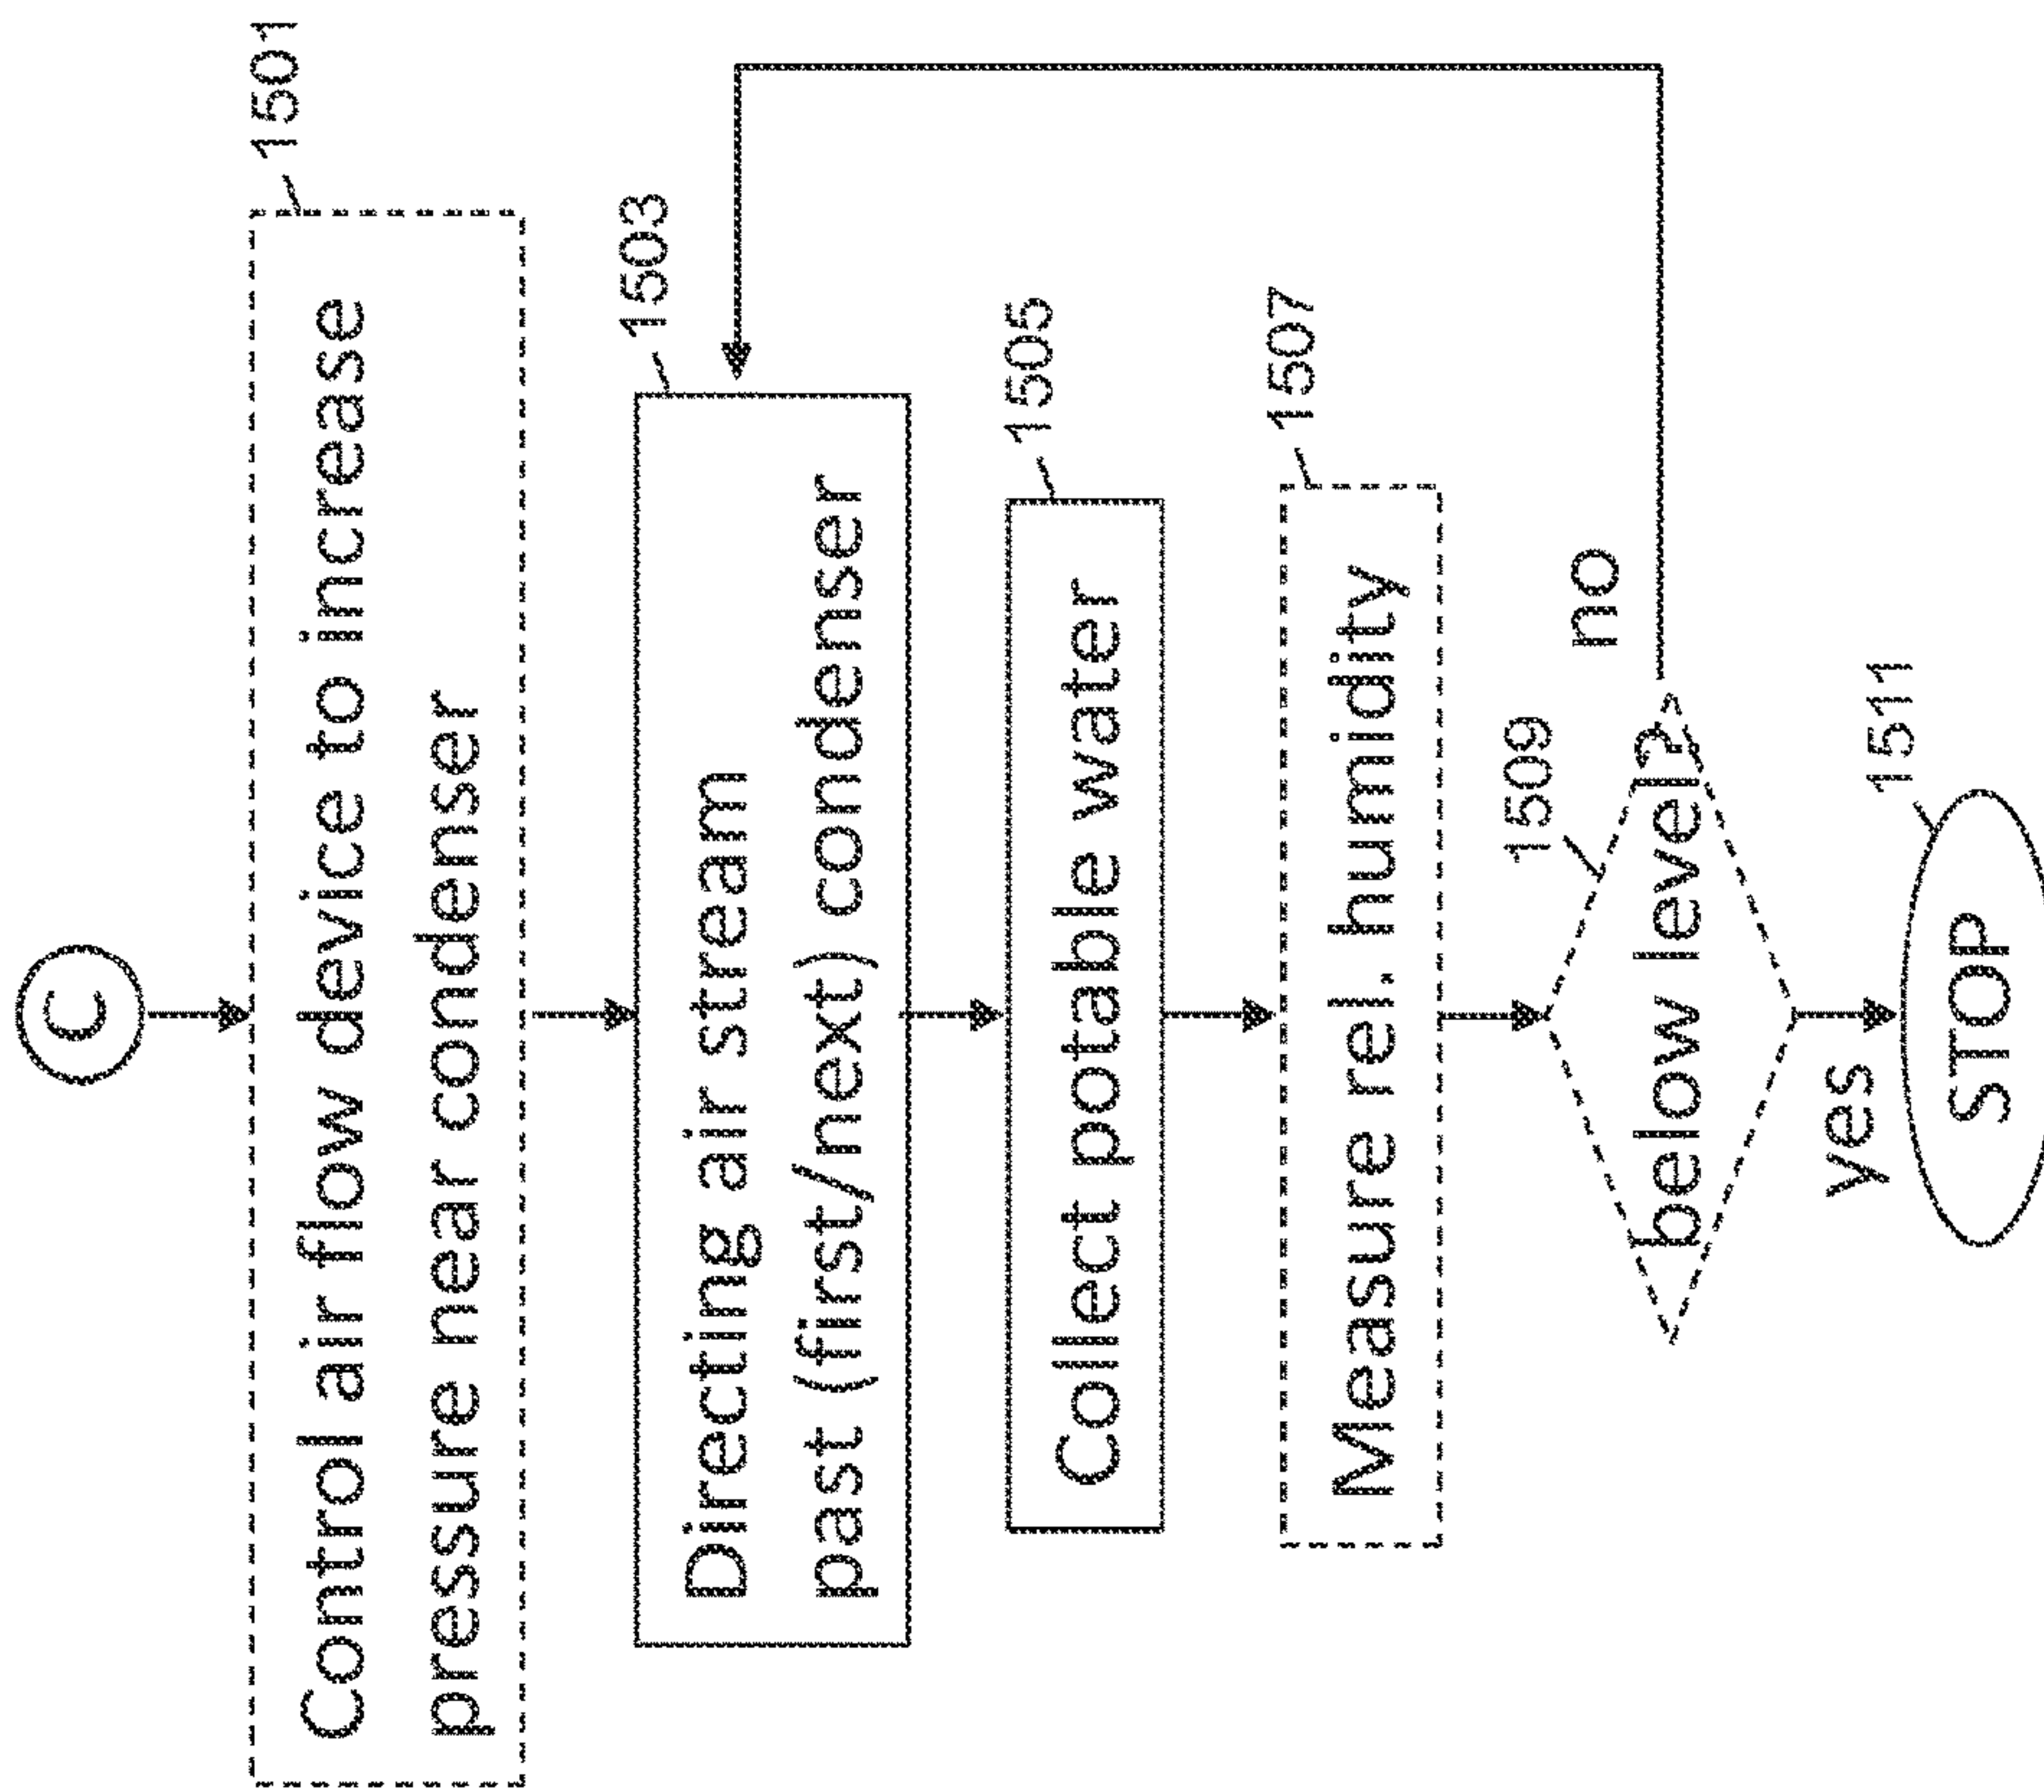 C
1501
Control air flow device to increase
pressure near condenser
1503
Directing air stream
past (first/next) condenser
1505
Collect potable water
1507
Measure rel. humidity
1509
below level?
no
yes
1511
STOP